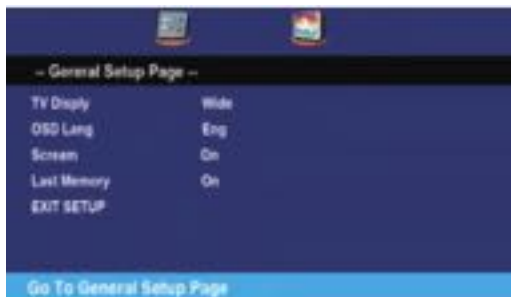 -- General Setup Page --
TV Disply Wide
OSD Lang Eng
Scream On
Last Memory On
EXIT SETUP
Go To General Setup Page